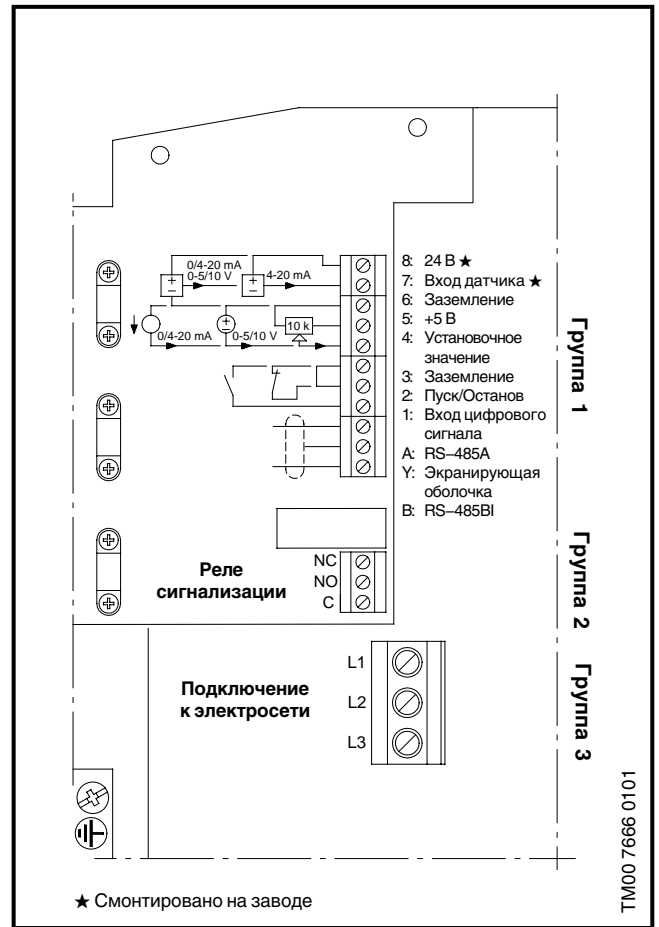 0/4-20 mA
0-5/10 V
4-20 mA
10 k
0/4-20 mA
0-5/10 V
8: 24 В ★
7: Вход датчика ★
6: Заземление
5: +5 В
4: Установочное
значение
3: Заземление
2: Пуск/Останов
1: Вход цифрового
сигнала
A: RS–485A
Y: Экранирующая
оболочка
B: RS–485BI
Группа 1
NC
NO
C
Реле
сигнализации
Группа 2
L1
L2
L3
Подключение
к электросети
Группа 3
★ Смонтировано на заводе
TM00 7666 0101